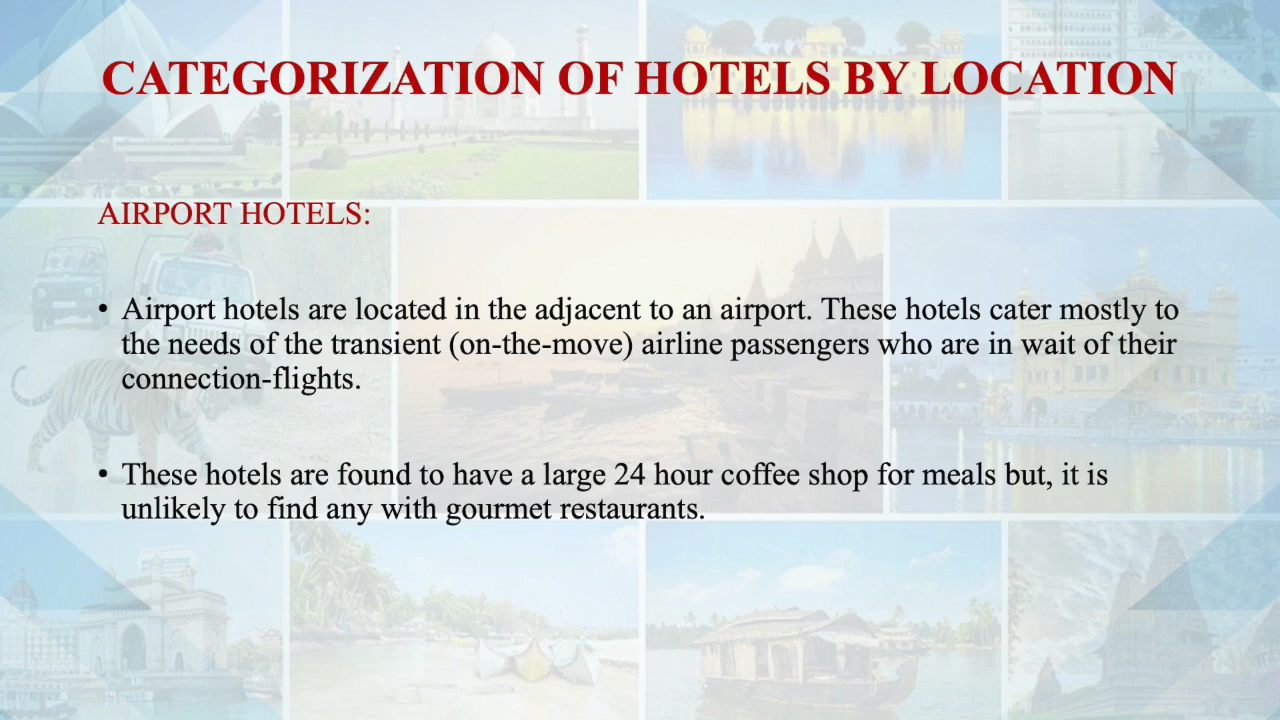 CATEGORIZATION OF HOTELS BY LOCATION
AIRPORT HOTELS:
• Airport hotels are located in the adjacent to an airport. These hotels cater mostly to
the needs of the transient (on-the-move) airline passengers who are in wait of their
connection-flights.
• These hotels are found to have a large 24 hour coffee shop for meals but, it is
unlikely to find any with gourmet restaurants.